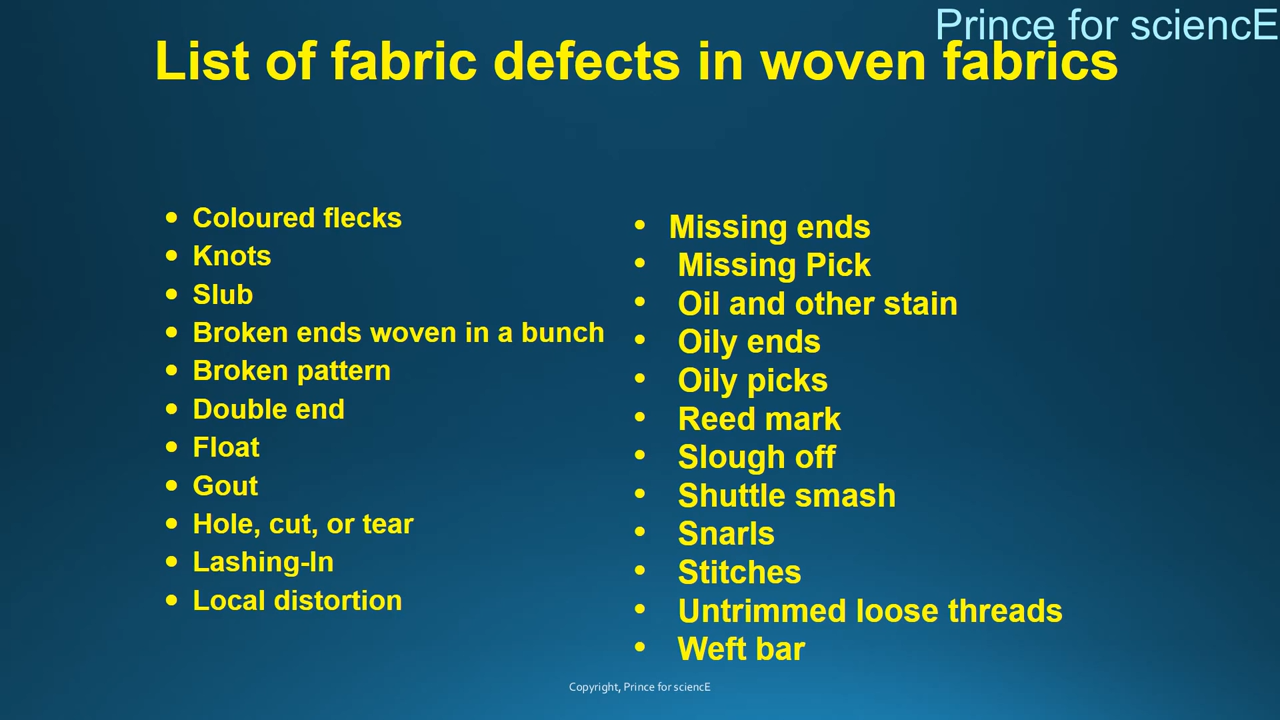 Prince for sciencE
List of fabric defects in woven fabrics
• Coloured flecks
• Knots
• Slub
• Broken ends woven in a bunch
• Broken pattern
• Double end
• Float
• Gout
• Hole, cut, or tear
• Lashing-In
• Local distortion
• Missing ends
• Missing Pick
• Oil and other stain
• Oily ends
• Oily picks
• Reed mark
• Slough off
• Shuttle smash
• Snarls
• Stitches
• Untrimmed loose threads
• Weft bar
Copyright, Prince for sciencE